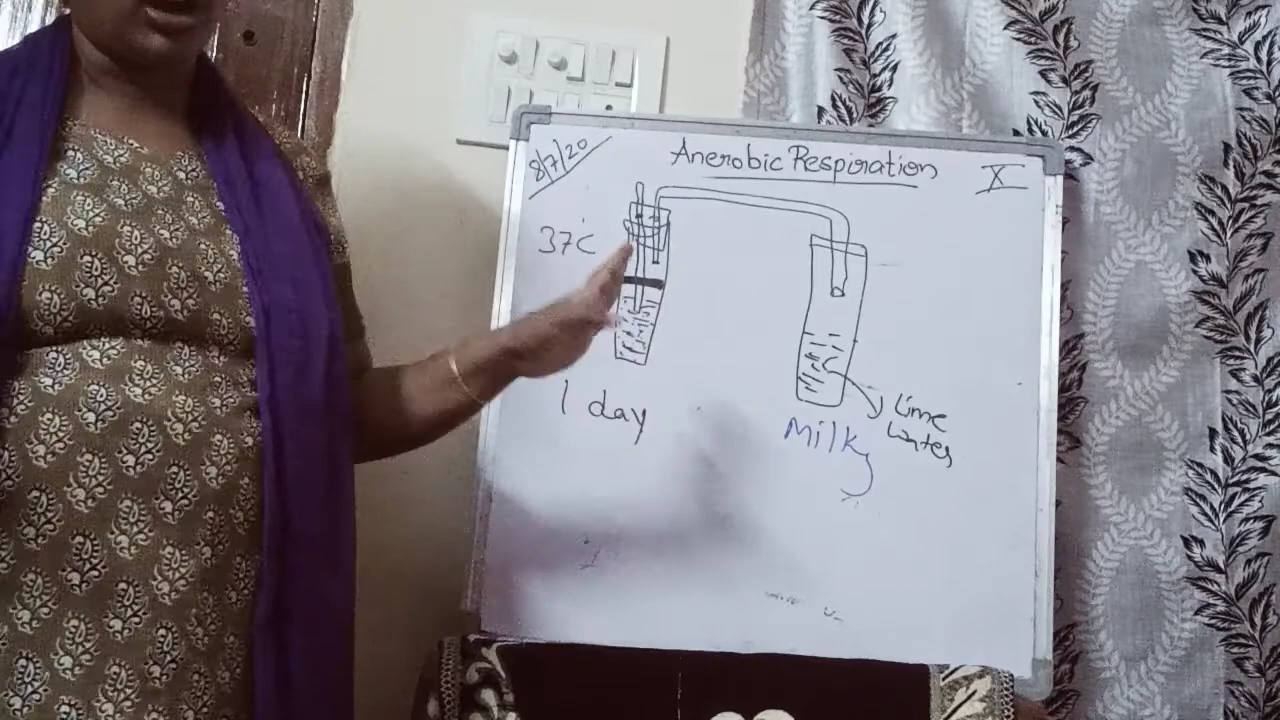 8/7/20
Anerobic Respiration
X
37°C
1 day
Lime
Water
Milky